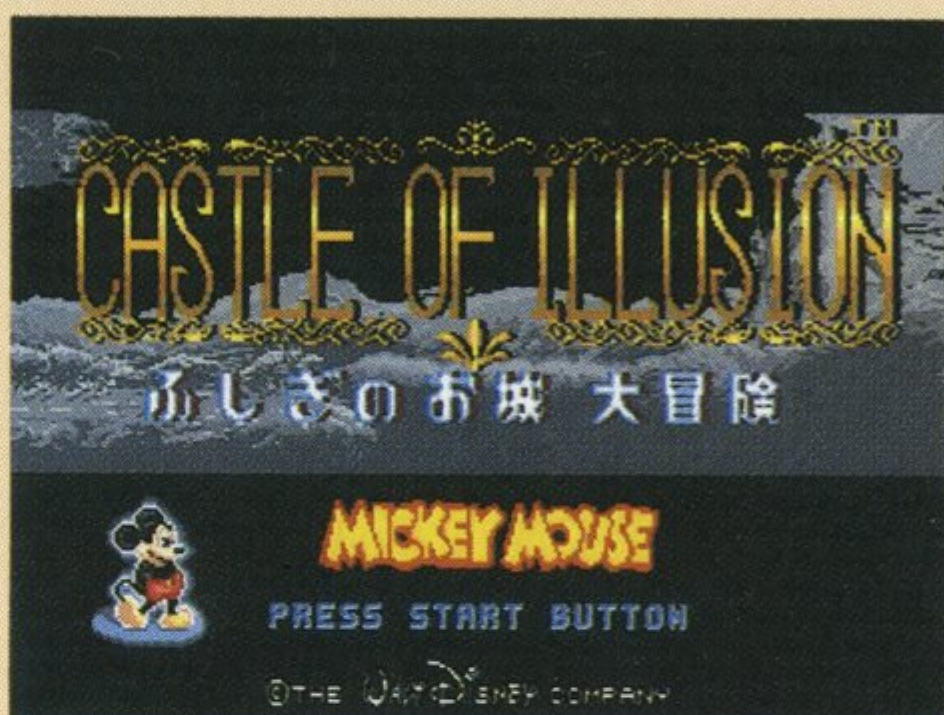 TM
CASTLE OF ILLUSION
ふしぎのお城 大冒険
MICKEY MOUSE
PRESS START BUTTON
©THE WALT DISNEY COMPANY